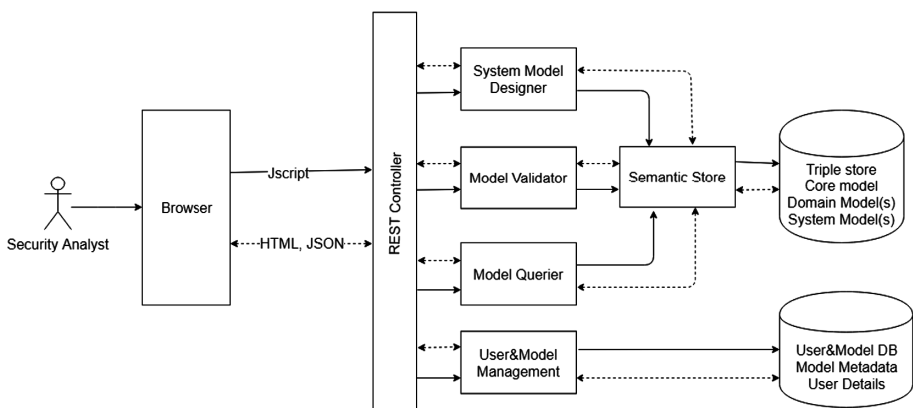 Security Analyst
Browser
Jscript
HTML, JSON
REST Controller
System Model
Designer
Model Validator
Model Querier
User&Model
Management
Semantic Store
Triple store
Core model
Domain Model(s)
System Model(s)
User&Model DB
Model Metadata
User Details